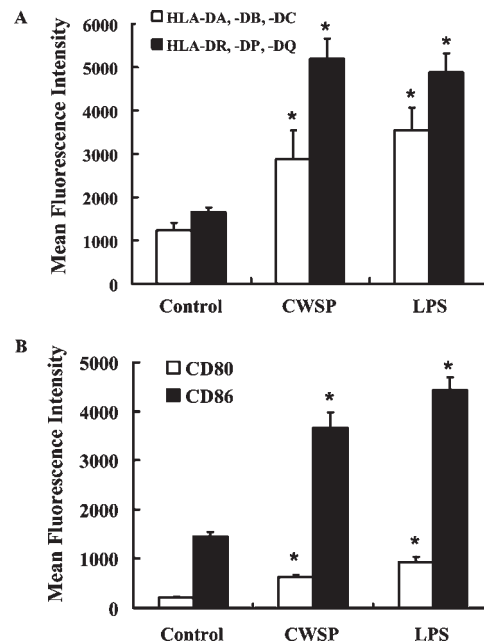 A
HLA-DA, -DB, -DC
HLA-DR, -DP, -DQ
Mean Fluorescence Intensity
6000
5000
4000
3000
2000
1000
0
* * * *
Control CWSP LPS
B
CD80
CD86
Mean Fluorescence Intensity
5000
4000
3000
2000
1000
0
* * * *
Control CWSP LPS